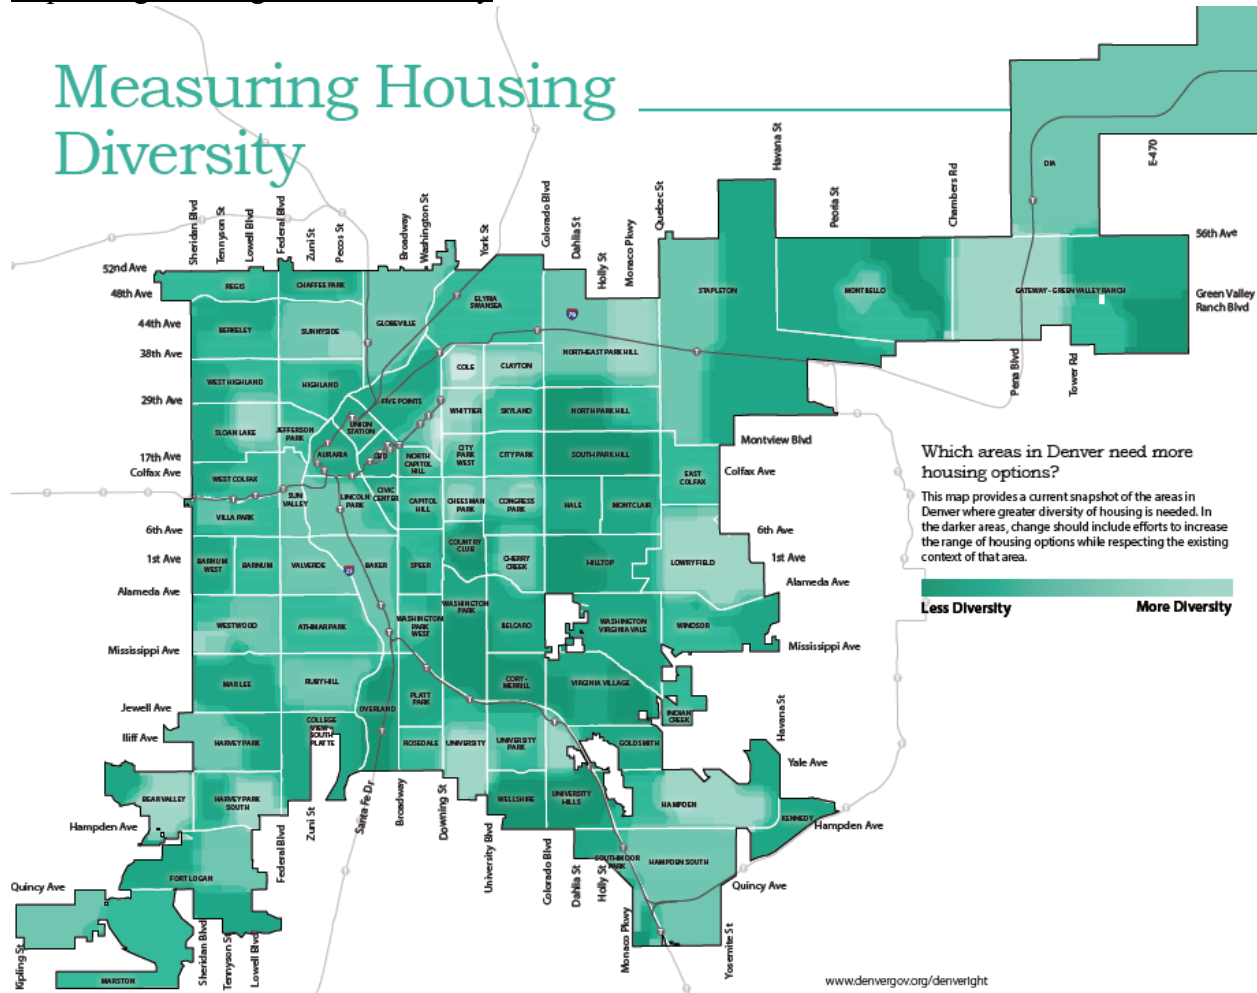 Measuring Housing
Diversity
Sheridan Blvd
Tennyson St
Lowell Blvd
Federal Blvd
Zuni St
Pecos St
Broadway
Washington St
York St
Colorado Blvd
Dahlia St
Holly St
Monaco Pkwy
Quebec St
Havana St
Peoria St
Chambers Rd
E-470
52nd Ave
48th Ave
44th Ave
38th Ave
29th Ave
17th Ave
Colfax Ave
6th Ave
1st Ave
Alameda Ave
Mississippi Ave
Jewell Ave
Iliff Ave
Hampden Ave
Quincy Ave
DIA
56th Ave
Green Valley
Ranch Blvd
REGIS
CHAFFEE PARK
BERKELEY
SUNNYSIDE
GLOBEVILLE
ELYRIA
SWANSEA
70
STAPLETON
MONTBELLO
GATEWAY - GREEN VALLEY RANCH
WEST HIGHLAND
HIGHLAND
COLE
CLAYTON
NORTHEAST PARK HILL
Pena Blvd
Tower Rd
SLOAN LAKE
JEFFERSON
PARK
UNION
STATION
FIVE POINTS
WHITTIER
SKYLAND
NORTH PARK HILL
AURARIA
CBD
NORTH
CAPITOL
HILL
CITY
PARK
WEST
CITY PARK
SOUTH PARK HILL
Montview Blvd
WEST COLFAX
SUN
VALLEY
LINCOLN
PARK
CIVIC
CENTER
CAPITOL
HILL
CHEESMAN
PARK
CONGRESS
PARK
HALE
MONTCLAIR
EAST
COLFAX
Colfax Ave
VILLA PARK
6th Ave
BARNUM
WEST
BARNUM
VALVERDE
25
BAKER
SPEER
COUNTRY
CLUB
CHERRY
CREEK
HILLTOP
LOWRY FIELD
1st Ave
Alameda Ave
WESTWOOD
ATHMAR PARK
WASHINGTON
PARK
WEST
WASHINGTON
PARK
BELCARO
WASHINGTON
VIRGINIA VALE
WINDSOR
Mississippi Ave
MAR LEE
RUBY HILL
OVERLAND
PLATT
PARK
CORY -
MERRILL
VIRGINIA VILLAGE
INDIAN
CREEK
HARVEY PARK
COLLEGE
VIEW -
SOUTH
PLATTE
ROSEDALE
UNIVERSITY
UNIVERSITY
PARK
GOLDSMITH
Havana St
Yale Ave
BEAR VALLEY
HARVEY PARK
SOUTH
WELLSHIRE
UNIVERSITY
HILLS
HAMPDEN
KENNEDY
Hampden Ave
FORT LOGAN
SOUTHMOOR
PARK
HAMPDEN SOUTH
Quincy Ave
MARSTON
Kipling St
Sheridan Blvd
Tennyson St
Lowell Blvd
Federal Blvd
Zuni St
Santa Fe Dr
Broadway
Downing St
University Blvd
Colorado Blvd
Dahlia St
Holly St
Monaco Pkwy
Yosemite St
Which areas in Denver need more
housing options?
This map provides a current snapshot of the areas in
Denver where greater diversity of housing is needed. In
the darker areas, change should include efforts to increase
the range of housing options while respecting the existing
context of that area.
Less Diversity
More Diversity
www.denvergov.org/denveright